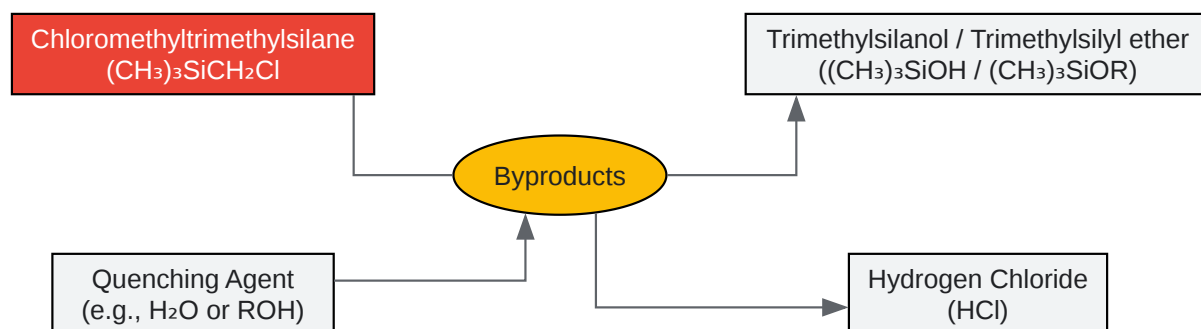 Chloromethyltrimethylsilane
(CH₃)₃SiCH₂Cl
Trimethylsilanol / Trimethylsilyl ether
((CH₃)₃SiOH / (CH₃)₃SiOR)
Byproducts
Quenching Agent
(e.g., H₂O or ROH)
Hydrogen Chloride
(HCl)